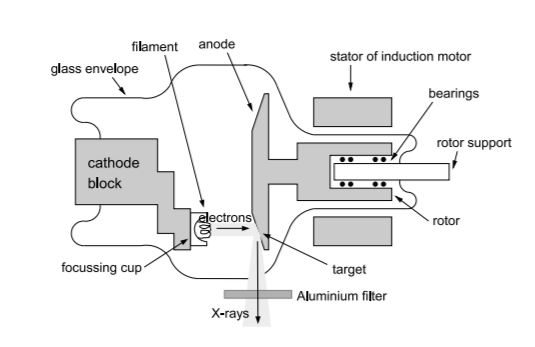 filament
anode
glass envelope
stator of induction motor
bearings
rotor support
cathode
block
electrons
rotor
focussing cup
target
Aluminium filter
X-rays